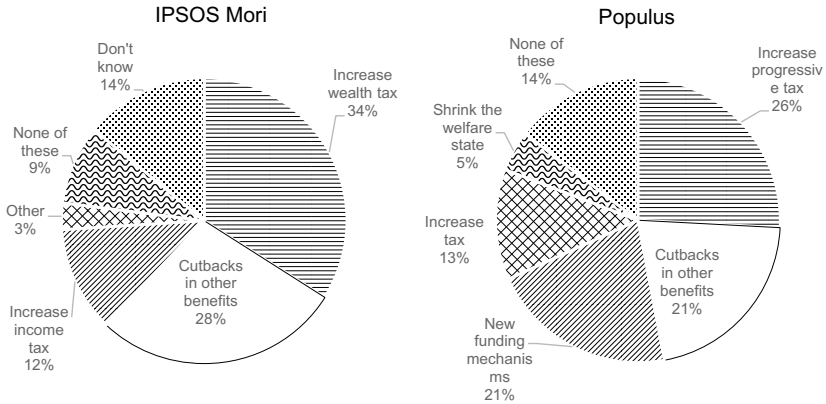 IPSOS Mori
Don't
know
14%
Increase
wealth tax
34%
None of
these
9%
Other
3%
Cutbacks
in other
benefits
28%
Increase
income
tax
12%
Populus
None of
these
14%
Increase
progressiv
e tax
26%
Shrink the
welfare
state
5%
Increase
tax
13%
Cutbacks
in other
benefits
21%
New
funding
mechanis
ms
21%